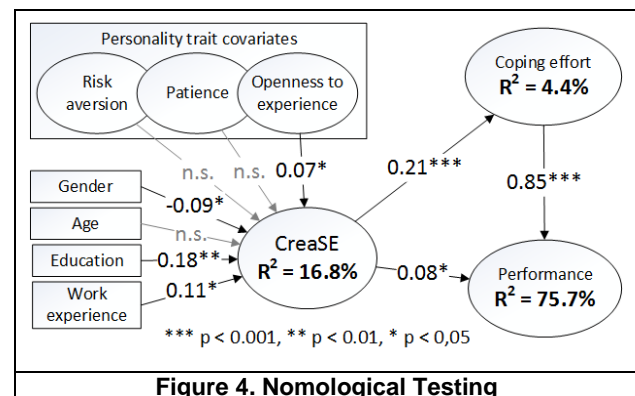 Personality trait covariates
Risk
aversion
Patience
Openness to
experience
Coping effort
R² = 4.4%
n.s.
n.s.
0.07*
0.21***
0.85***
Gender
-0.09*
Age
n.s.
Education
0.18**
Work
experience
0.11*
CreaSE
R² = 16.8%
0.08*
Performance
R² = 75.7%
*** p < 0.001, ** p < 0.01, * p < 0,05
Figure 4. Nomological Testing